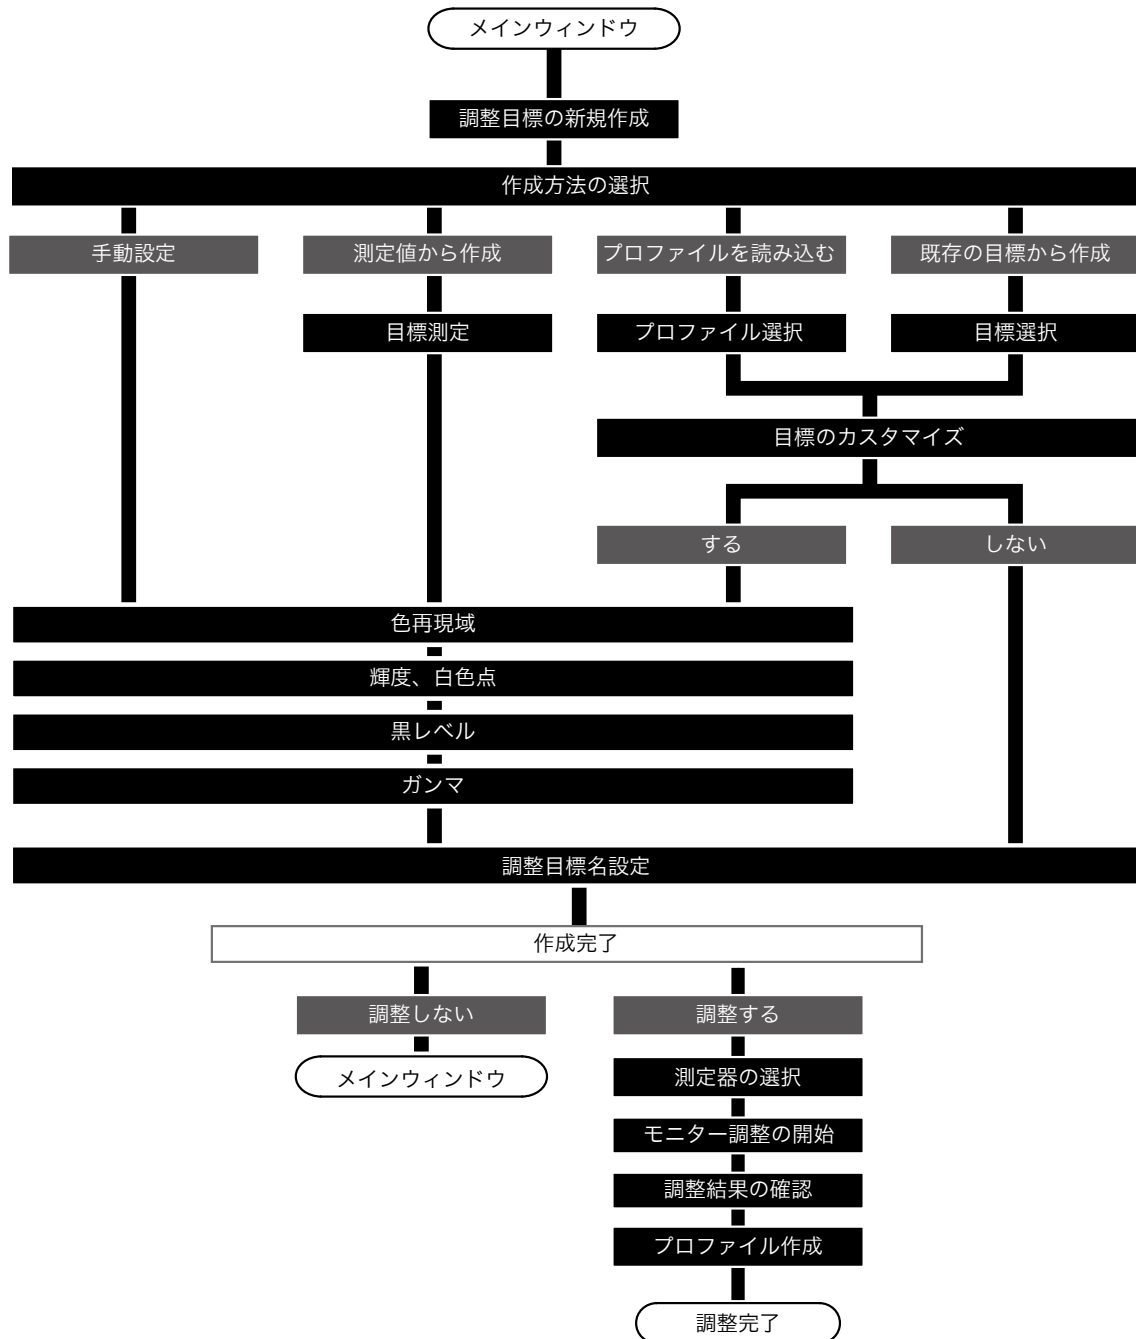 メインウィンドウ
調整目標の新規作成
作成方法の選択
手動設定
測定値から作成
プロファイルを読み込む
既存の目標から作成
目標測定
プロファイル選択
目標選択
目標のカスタマイズ
する
しない
色再現域
輝度、白色点
黒レベル
ガンマ
調整目標名設定
作成完了
調整しない
調整する
メインウィンドウ
測定器の選択
モニター調整の開始
調整結果の確認
プロファイル作成
調整完了